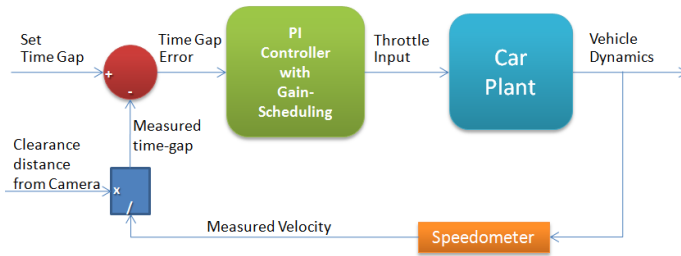 Set
Time Gap
+
-
Time Gap
Error
PI
Controller
with
Gain-
Scheduling
Throttle
Input
Car
Plant
Vehicle
Dynamics
Measured
time-gap
Clearance
distance
from Camera
x
/
Measured Velocity
Speedometer